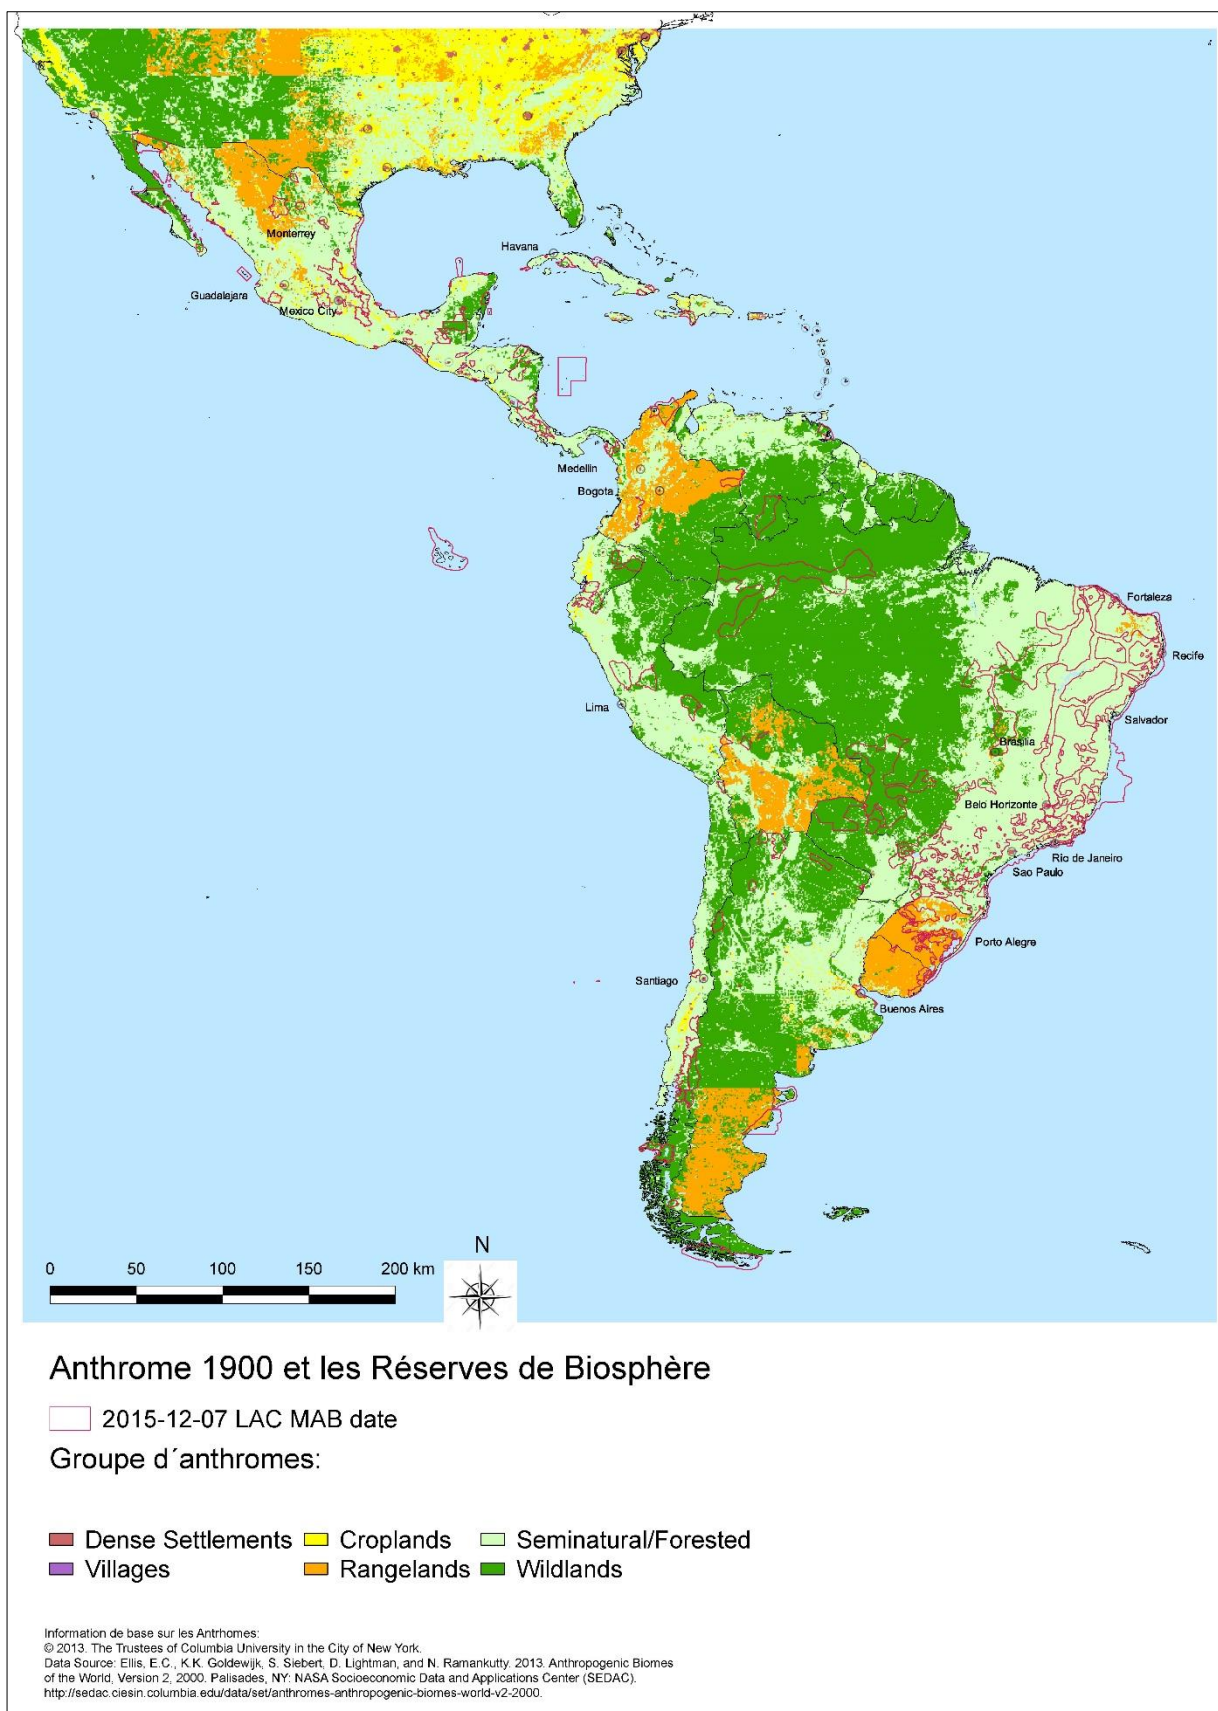 Monterrey
Havana
Guadalajara
Mexico City
Medellin
Bogota
Fortaleza
Recife
Lima
Salvador
Brasilia
Belo Horizonte
Rio de Janeiro
Sao Paulo
Porto Alegre
Santiago
Buenos Aires
N
0 50 100 150 200 km
Anthrome 1900 et les Réserves de Biosphère
2015-12-07 LAC MAB date
Groupe d´anthromes:
Dense Settlements Croplands Seminatural/Forested
Villages Rangelands Wildlands
Information de base sur les Antrhomes:
© 2013. The Trustees of Columbia University in the City of New York.
Data Source: Ellis, E.C., K.K. Goldewijk, S. Siebert, D. Lightman, and N. Ramankutty. 2013. Anthropogenic Biomes
of the World, Version 2, 2000. Palisades, NY: NASA Socioeconomic Data and Applications Center (SEDAC).
http://sedac.ciesin.columbia.edu/data/set/anthromes-anthropogenic-biomes-world-v2-2000.